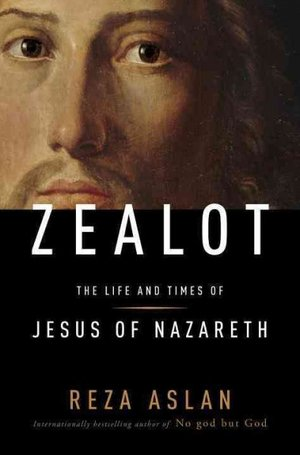 ZEALOT
THE LIFE AND TIMES OF
JESUS OF NAZARETH
REZA ASLAN
Internationally bestselling author of No god but God